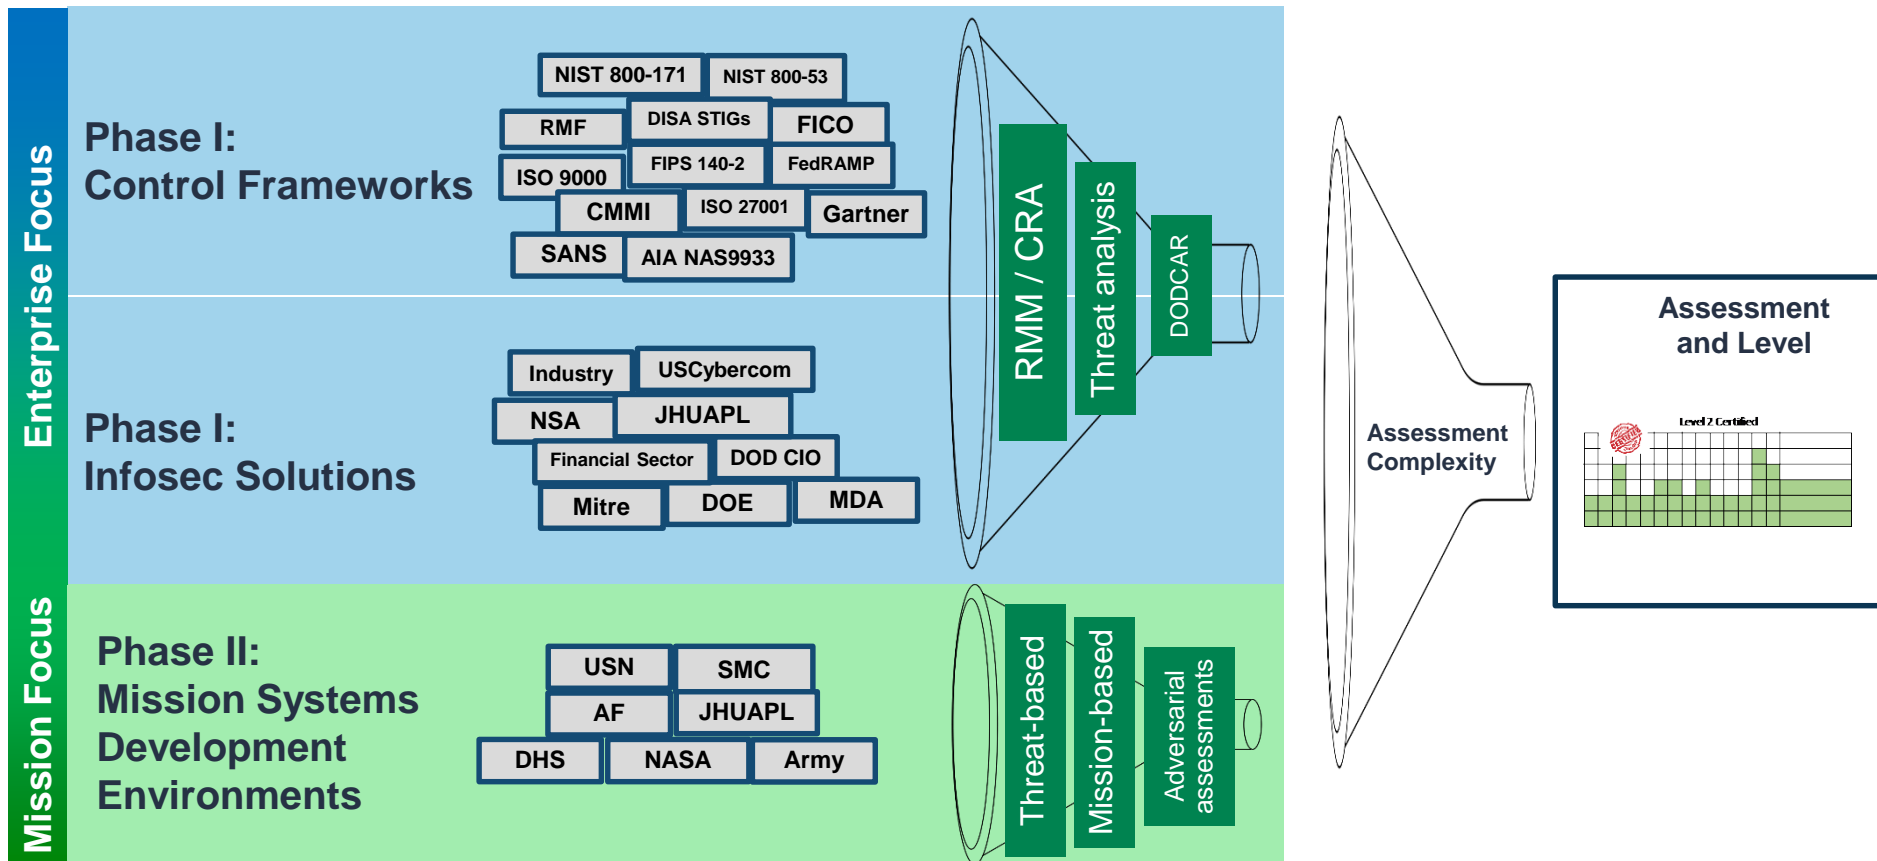 Enterprise Focus
Mission Focus
Phase I:
Control Frameworks
NIST 800-171
NIST 800-53
RMF
DISA STIGs
FICO
ISO 9000
FIPS 140-2
FedRAMP
CMMI
ISO 27001
Gartner
SANS
AIA NAS9933
Phase I:
Infosec Solutions
Industry
USCybercom
NSA
JHUAPL
Financial Sector
DOD CIO
Mitre
DOE
MDA
RMM / CRA
Threat analysis
DODCAR
Phase II:
Mission Systems
Development
Environments
USN
SMC
AF
JHUAPL
DHS
NASA
Army
Threat-based
Mission-based
Adversarial
assessments
Assessment
Complexity
Assessment
and Level
Level 2 Certified
CERTIFIED